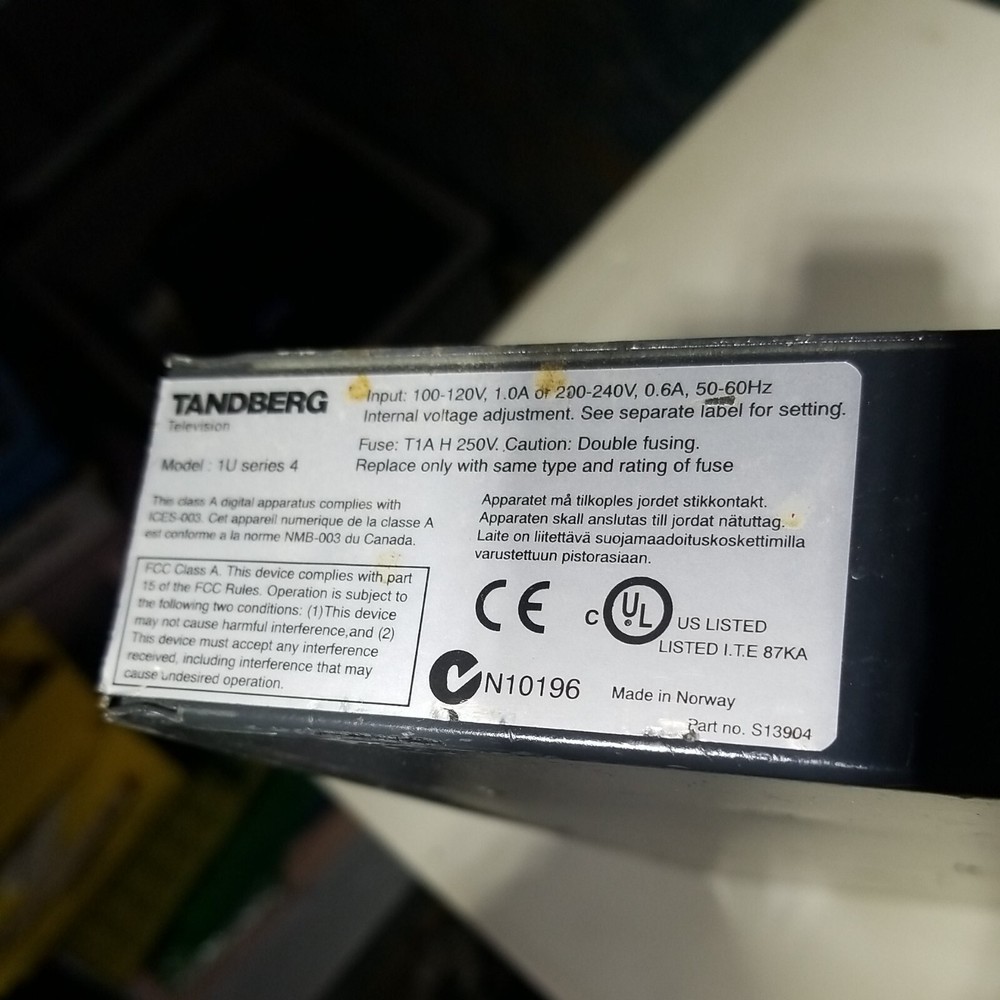 TANDBERG
Television
Model : 1U series 4
Input: 100-120V, 1.0A or 200-240V, 0.6A, 50-60Hz
Internal voltage adjustment. See separate label for setting.
Fuse: T1A H 250V. Caution: Double fusing.
Replace only with same type and rating of fuse
This class A digital apparatus complies with
ICES-003. Cet appareil numerique de la classe A
est conforme a la norme NMB-003 du Canada.
Apparatet må tilkoples jordet stikkontakt.
Apparaten skall anslutas till jordat nätuttag.
Laite on liitettävä suojamaadoituskoskettimilla
varustettuun pistorasiaan.
FCC Class A. This device complies with part
15 of the FCC Rules. Operation is subject to
the following two conditions: (1)This device
may not cause harmful interference,and (2)
This device must accept any interference
received, including interference that may
cause undesired operation.
CE
C UL US LISTED
LISTED I.T.E 87KA
N10196
Made in Norway
Part no. S13904